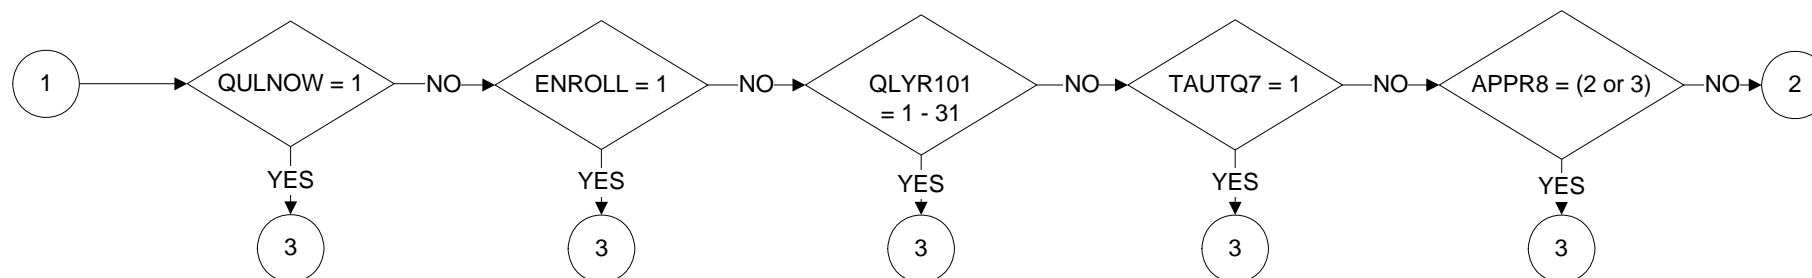 1
QULNOW = 1
NO
ENROLL = 1
NO
QLYR101
= 1 - 31
NO
TAUTQ7 = 1
NO
APPR8 = (2 or 3)
NO
2
YES
YES
YES
YES
YES
3
3
3
3
3